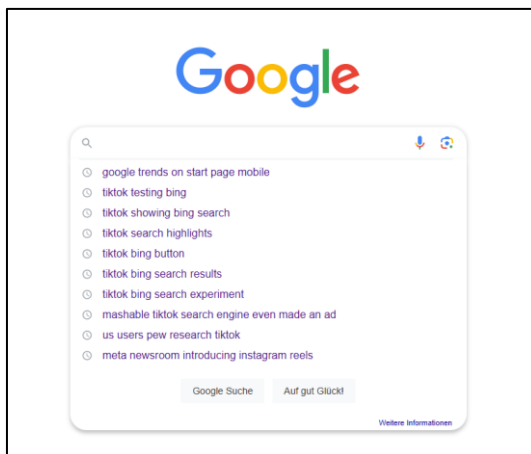 Google
google trends on start page mobile
tiktok testing bing
tiktok showing bing search
tiktok search highlights
tiktok bing button
tiktok bing search results
tiktok bing search experiment
mashable tiktok search engine even made an ad
us users pew research tiktok
meta newsroom introducing instagram reels
Google Suche Auf gut Glück!
Weitere Informationen